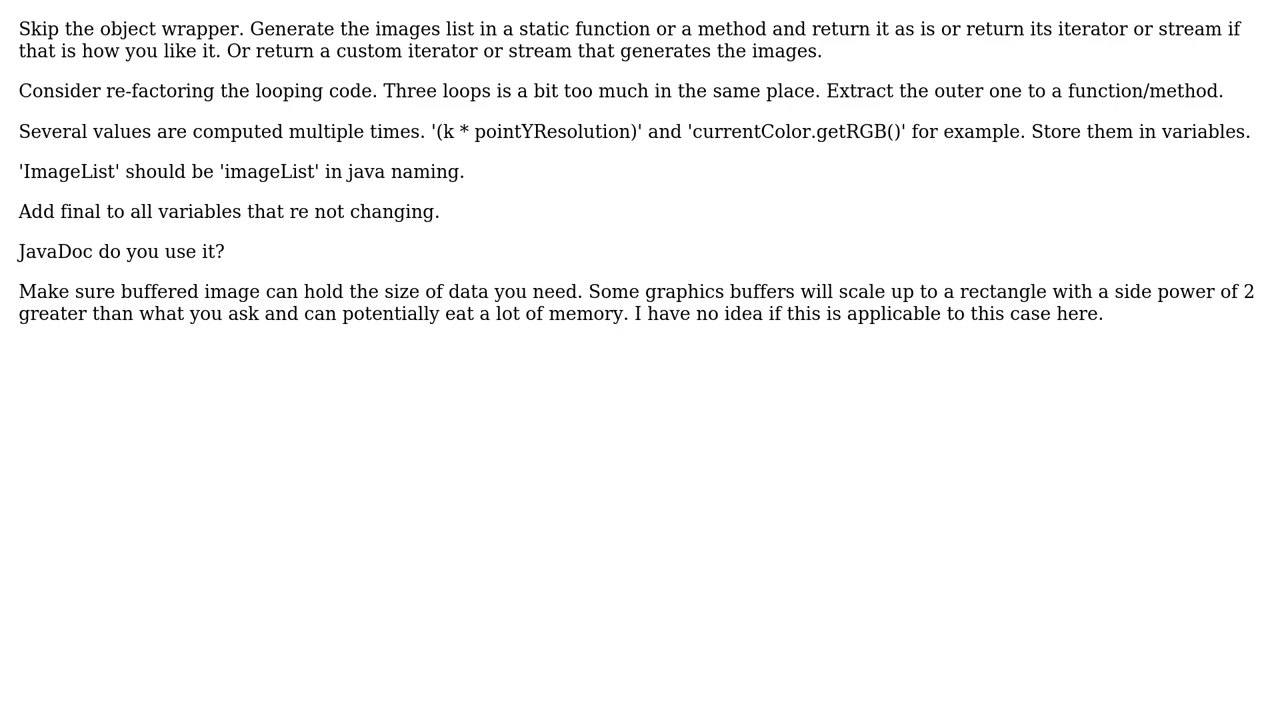 Skip the object wrapper. Generate the images list in a static function or a method and return it as is or return its iterator or stream if
that is how you like it. Or return a custom iterator or stream that generates the images.
Consider re-factoring the looping code. Three loops is a bit too much in the same place. Extract the outer one to a function/method.
Several values are computed multiple times. '(k * pointYResolution)' and 'currentColor.getRGB()' for example. Store them in variables.
'ImageList' should be 'imageList' in java naming.
Add final to all variables that re not changing.
JavaDoc do you use it?
Make sure buffered image can hold the size of data you need. Some graphics buffers will scale up to a rectangle with a side power of 2
greater than what you ask and can potentially eat a lot of memory. I have no idea if this is applicable to this case here.